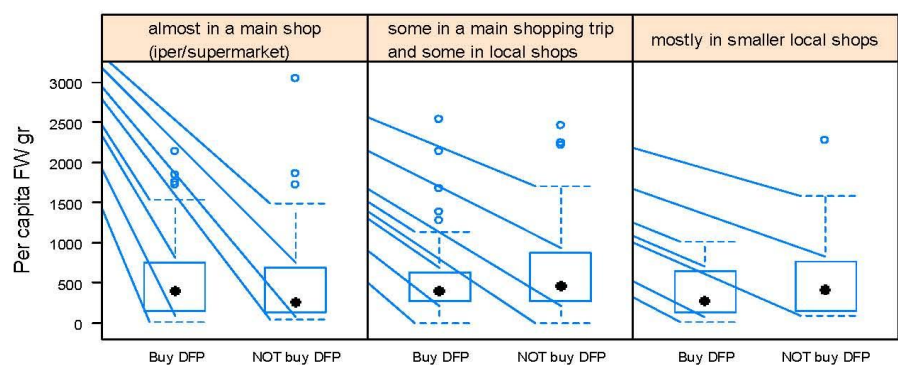 almost in a main shop
(iper/supermarket)
some in a main shopping trip
and some in local shops
mostly in smaller local shops
Per capita FW gr
3000
2500
2000
1500
1000
500
0
Buy DFP
NOT buy DFP
Buy DFP
NOT buy DFP
Buy DFP
NOT buy DFP